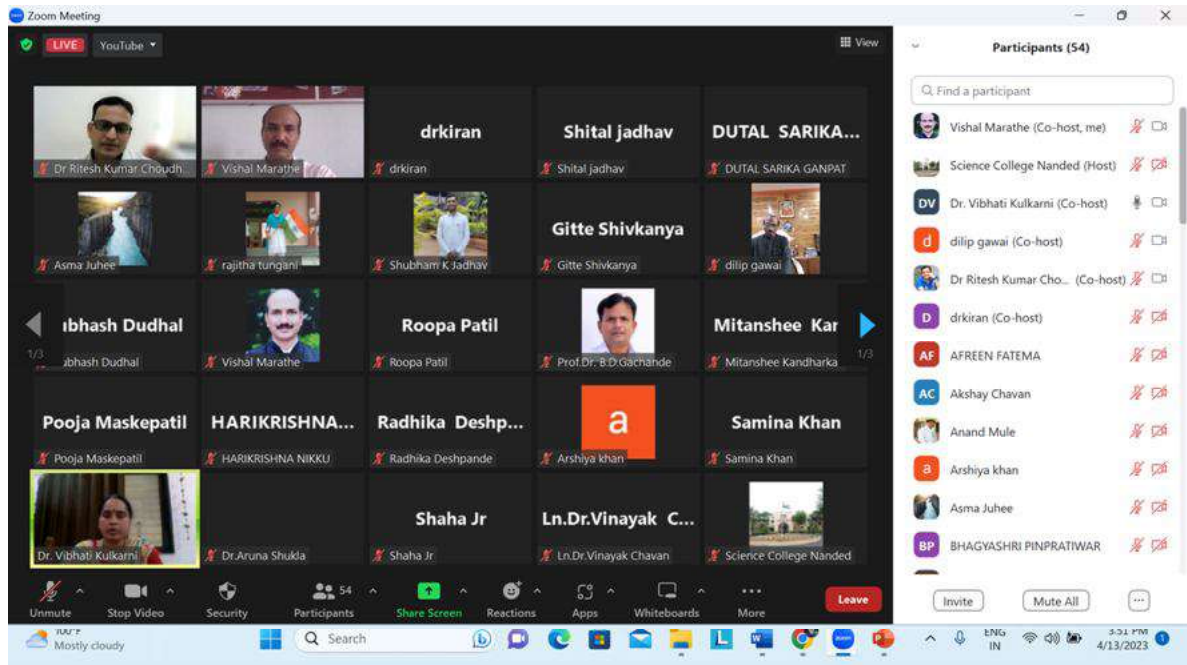 Zoom Meeting
LIVE YouTube
View
Dr Ritesh Kumar Choudh...
Vishal Marathe
drkiran
drkiran
Shital jadhav
Shital jadhav
DUTAL SARIKA...
DUTAL SARIKA GANPAT
Asma Juhee
rajitha tungani
Shubham K Jadhav
Gitte Shivkanya
Gitte Shivkanya
dilip gawai
ubhash Dudhal
ubhash Dudhal
Vishal Marathe
Roopa Patil
Roopa Patil
Prof.Dr. B.D.Gachande
Mitanshee Kar
Mitanshee Kandharka
1/3
1/3
Pooja Maskepatil
Pooja Maskepatil
HARIKRISHNA...
HARIKRISHNA NIKKU
Radhika Deshp...
Radhika Deshpande
a
Arshiya khan
Samina Khan
Samina Khan
Dr. Vibhati Kulkarni
Dr.Aruna Shukla
Shaha Jr
Shaha Jr
Ln.Dr.Vinayak C...
Ln.Dr.Vinayak Chavan
Science College Nanded
Unmute
Stop Video
Security
54
Participants
Share Screen
Reactions
Apps
Whiteboards
More
Leave
Participants (54)
Find a participant
Vishal Marathe (Co-host, me)
Science College Nanded (Host)
DV Dr. Vibhati Kulkarni (Co-host)
d dilip gawai (Co-host)
Dr Ritesh Kumar Cho... (Co-host)
D drkiran (Co-host)
AF AFREEN FATEMA
AC Akshay Chavan
Anand Mule
a Arshiya khan
Asma Juhee
BP BHAGYASHRI PINPRATIWAR
Invite
Mute All
100°F
Mostly cloudy
Search
ENG
IN
3:51 PM
4/13/2023